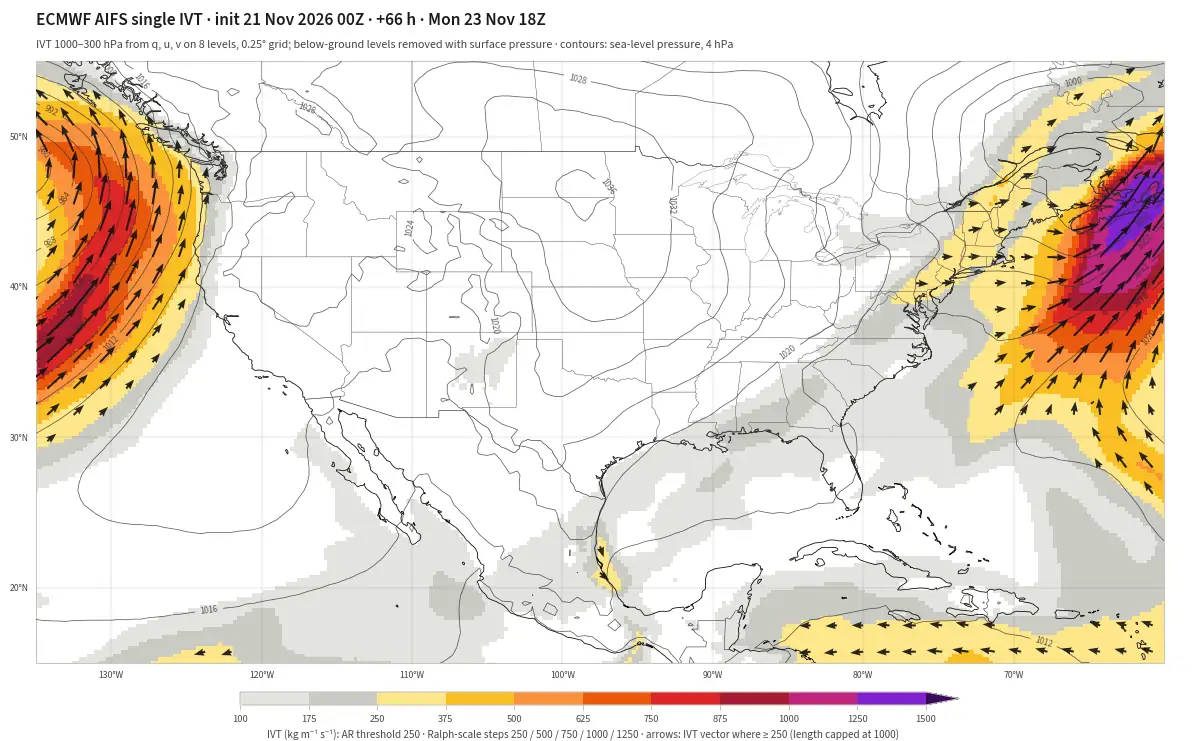 ECMWF AIFS single IVT · init 21 Nov 2026 00Z · +66 h · Mon 23 Nov 18Z
IVT 1000–300 hPa from q, u, v on 8 levels, 0.25° grid; below-ground levels removed with surface pressure · contours: sea-level pressure, 4 hPa
1016
1028
1000
992
1028
50°N
1036
984
1032
1024
988
40°N
1020
1012
1020
30°N
20°N
1016
1012
130°W 120°W 110°W 100°W 90°W 80°W 70°W
100 175 250 375 500 625 750 875 1000 1250 1500
IVT (kg m⁻¹ s⁻¹): AR threshold 250 · Ralph-scale steps 250 / 500 / 750 / 1000 / 1250 · arrows: IVT vector where ≥ 250 (length capped at 1000)